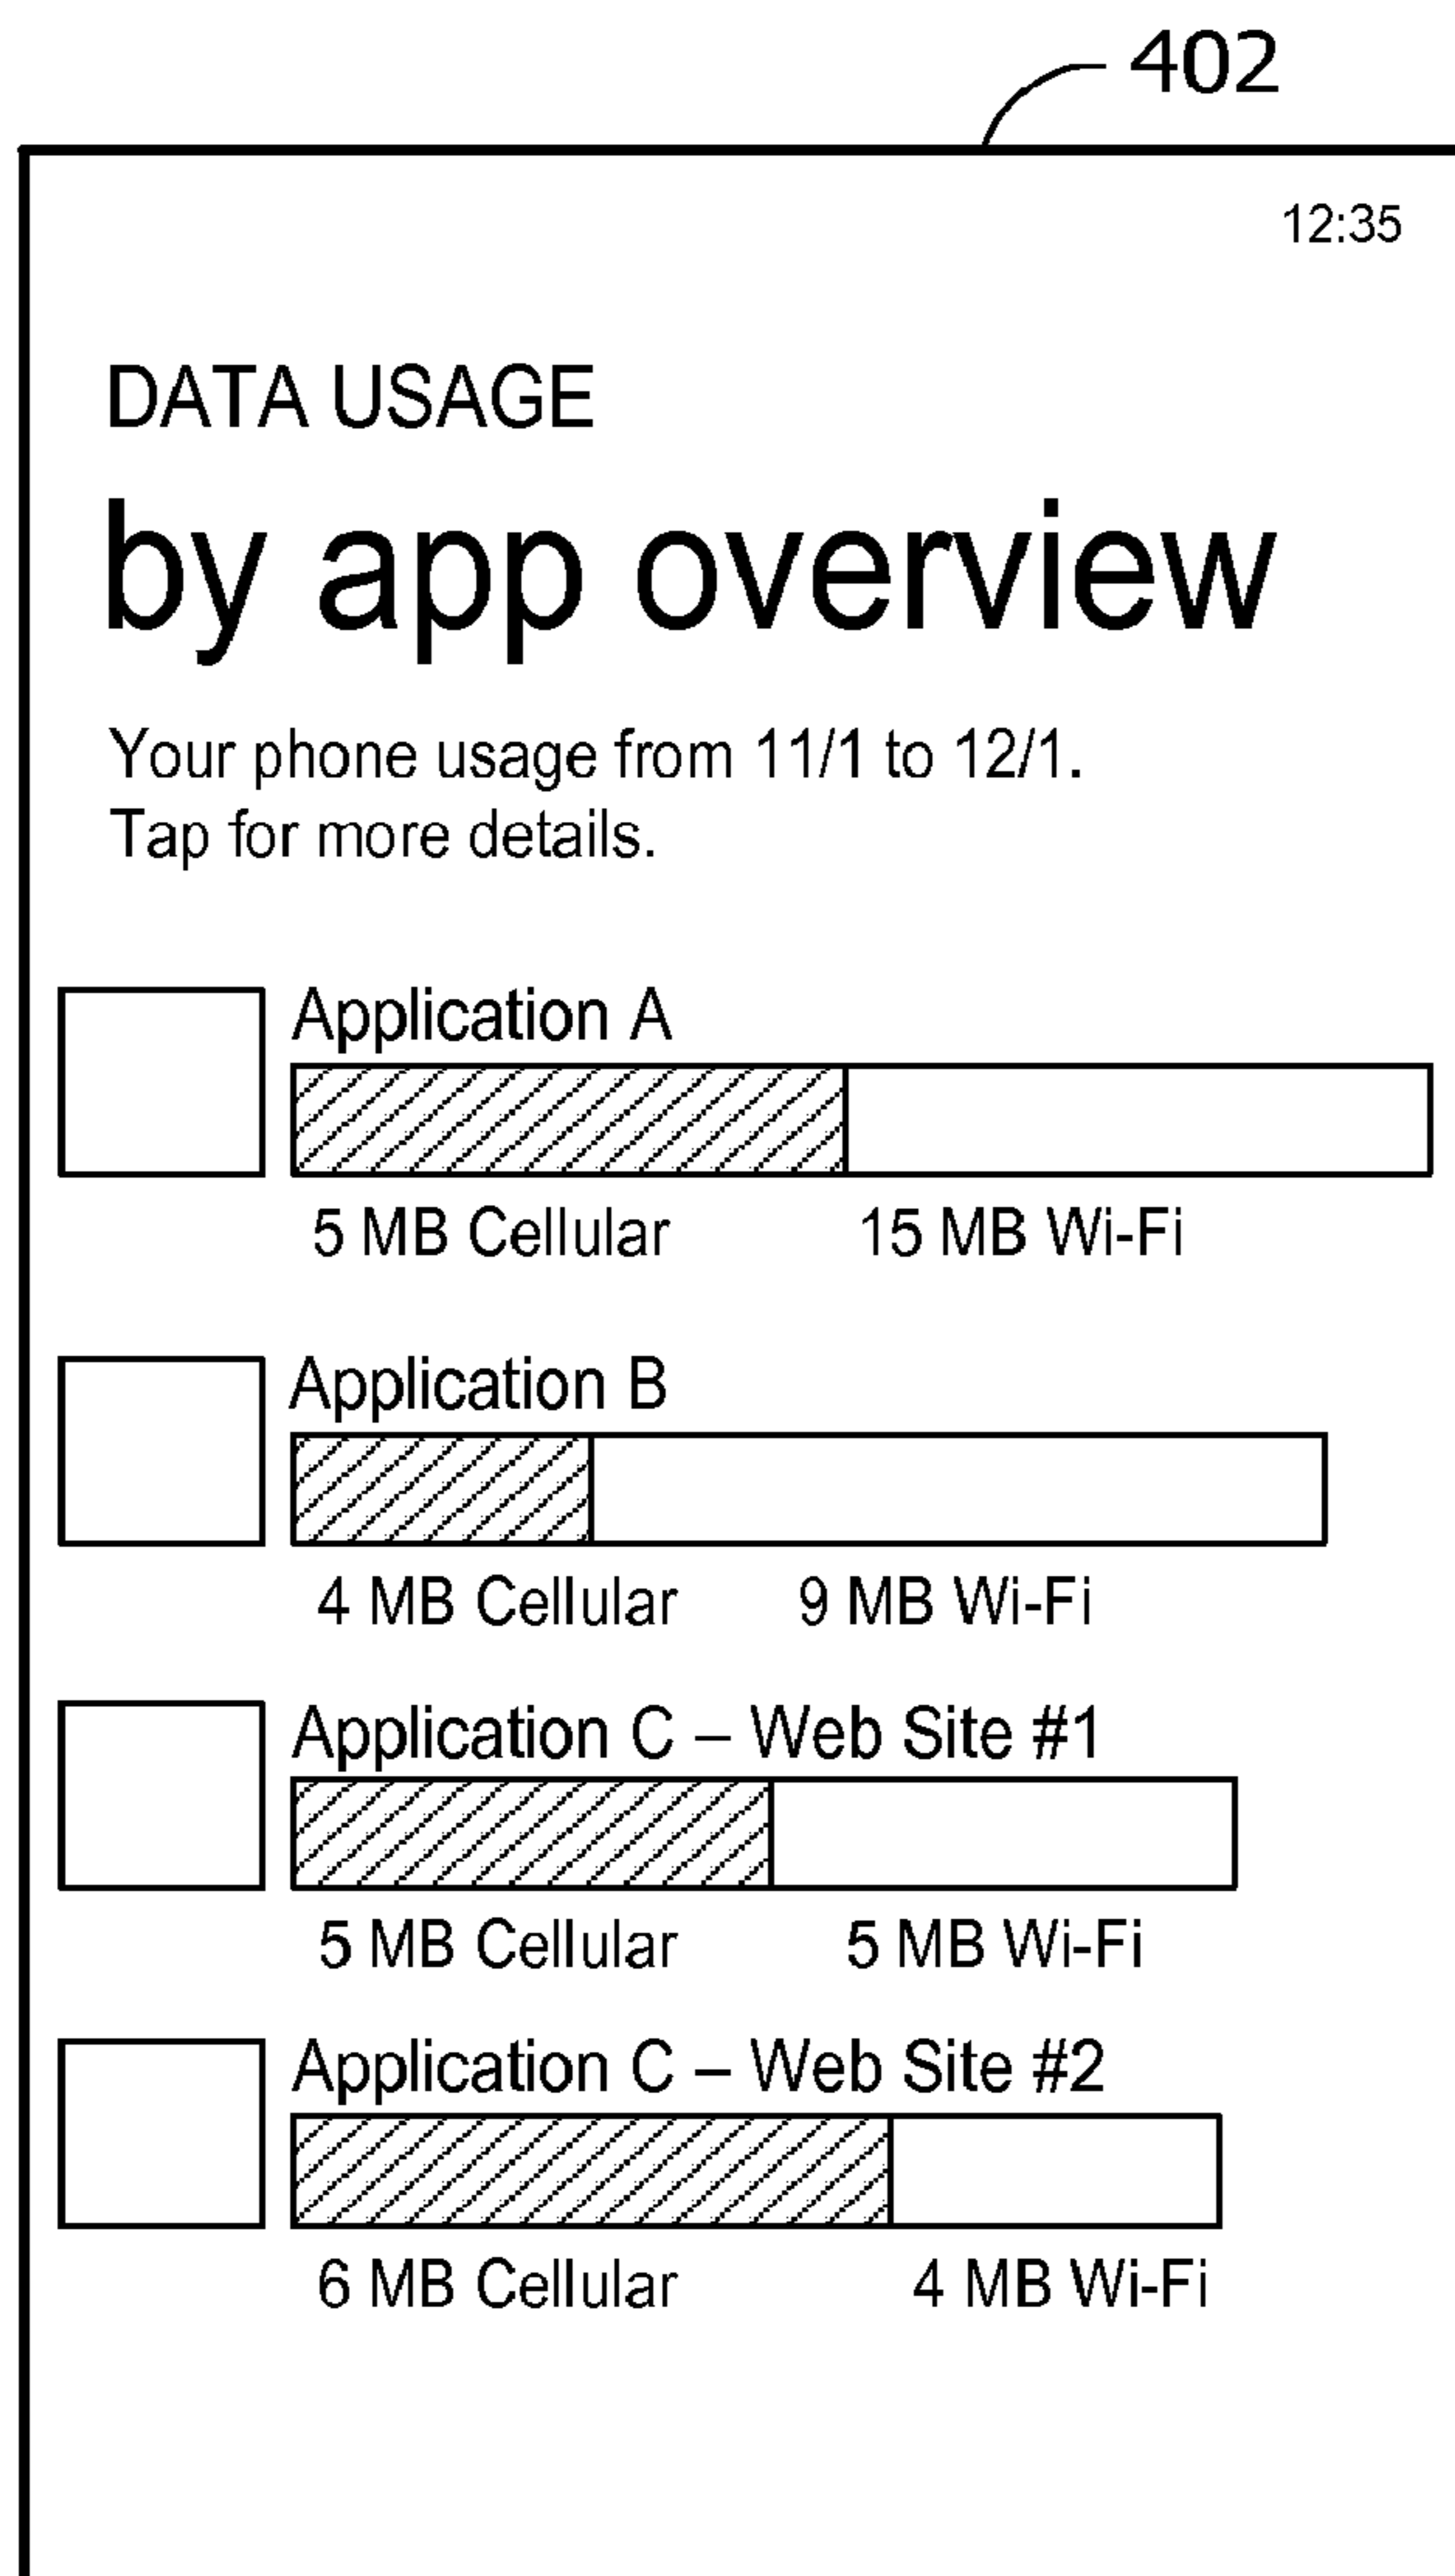 402
12:35
DATA USAGE
by app overview
Your phone usage from 11/1 to 12/1.
Tap for more details.
Application A
5 MB Cellular 15 MB Wi-Fi
Application B
4 MB Cellular 9 MB Wi-Fi
Application C – Web Site #1
5 MB Cellular 5 MB Wi-Fi
Application C – Web Site #2
6 MB Cellular 4 MB Wi-Fi